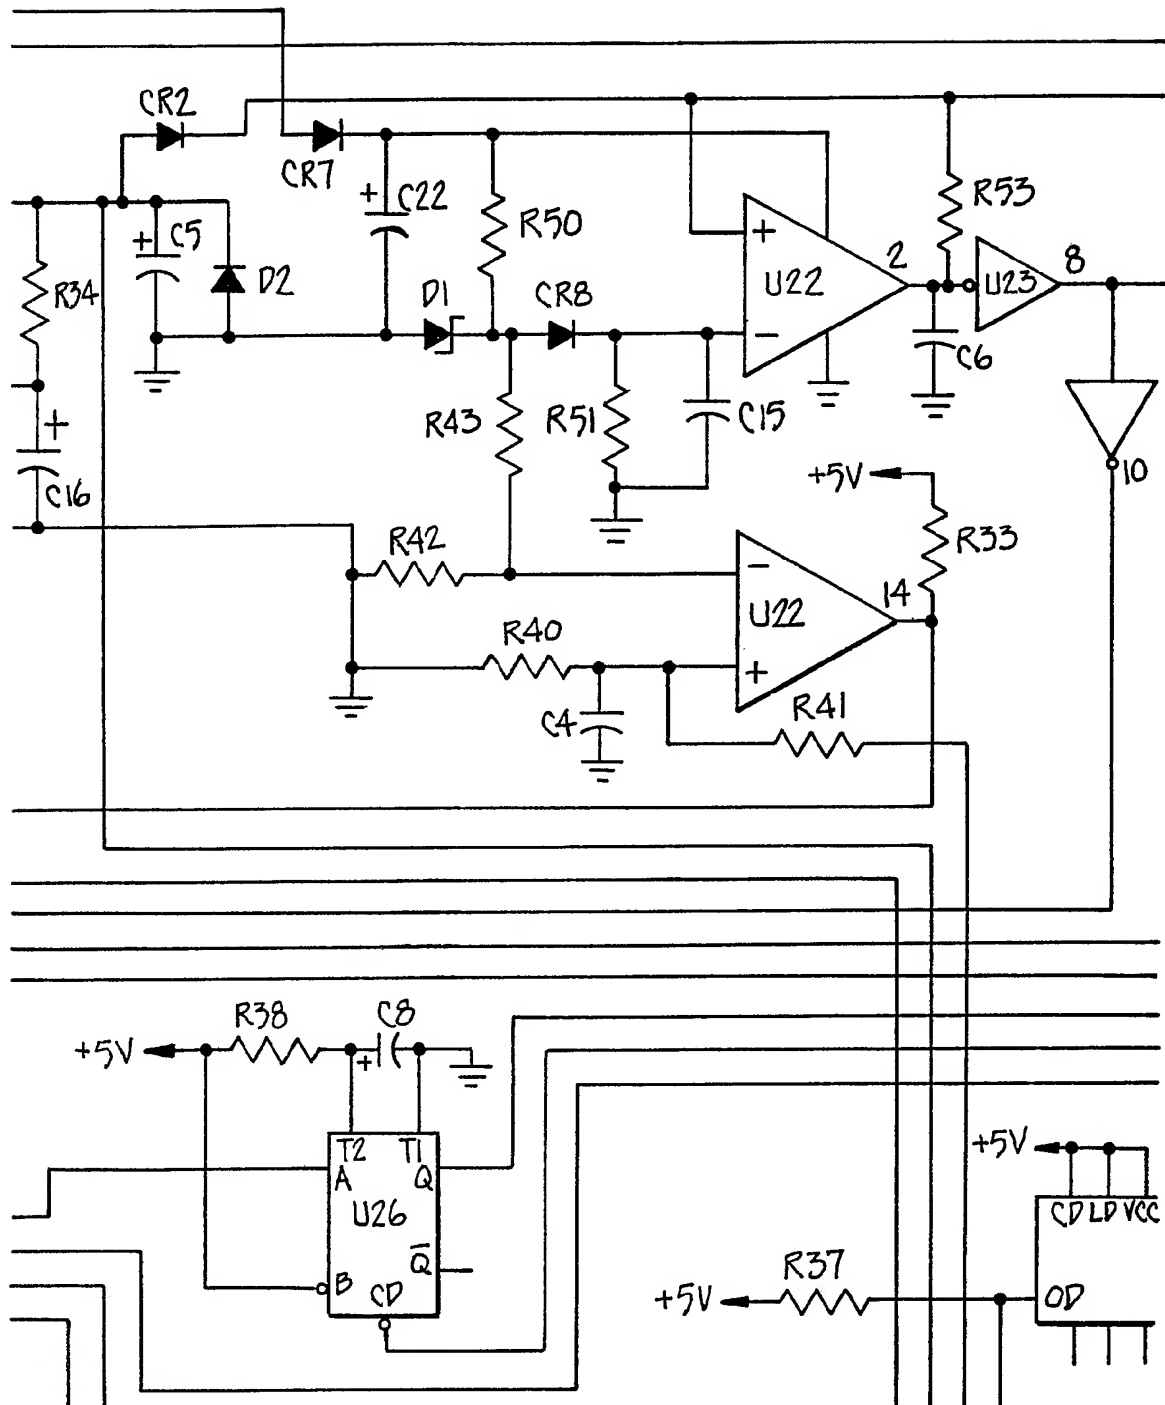 CR2
CR7
+ C22
R50
R53
+ C5
R34
D2
D1
CR8
+
U22
−
2
U23
8
C6
R43
R51
C15
+
C16
10
+5V
R33
R42
−
U22
+
14
R40
C4
R41
R38
C8
+5V
+
T2 T1
A Q
U26
Q̅
B
CD
+5V
CD LD VCC
R37
+5V
OD